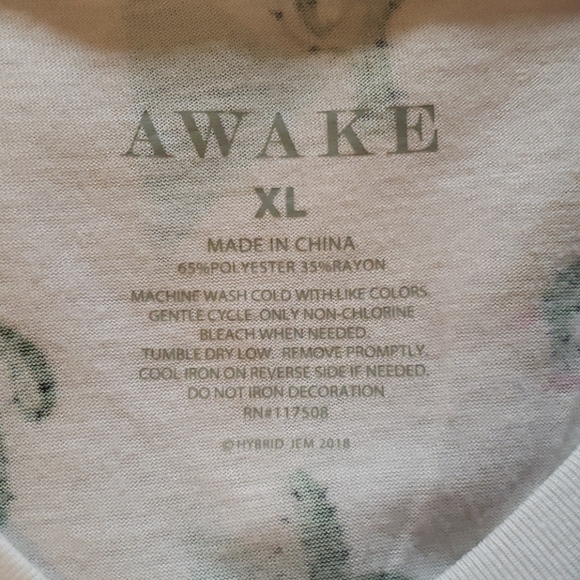 AWAKE
XL
MADE IN CHINA
65%POLYESTER 35%RAYON
MACHINE WASH COLD WITH LIKE COLORS.
GENTLE CYCLE. ONLY NON-CHLORINE
BLEACH WHEN NEEDED.
TUMBLE DRY LOW. REMOVE PROMPTLY.
COOL IRON ON REVERSE SIDE IF NEEDED.
DO NOT IRON DECORATION
RN#117508
© HYBRID JEM 2018